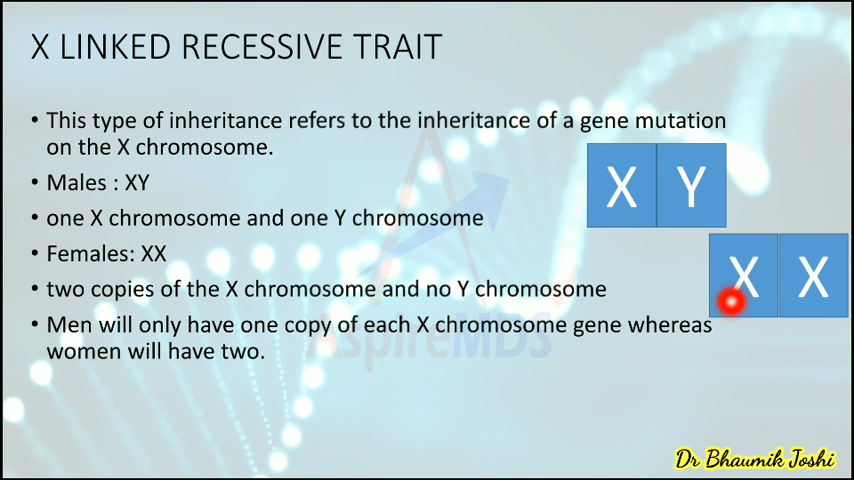 X LINKED RECESSIVE TRAIT
• This type of inheritance refers to the inheritance of a gene mutation
on the X chromosome.
• Males : XY
• one X chromosome and one Y chromosome
• Females: XX
• two copies of the X chromosome and no Y chromosome
• Men will only have one copy of each X chromosome gene whereas
women will have two.
X Y
X X
AspireMDS
Dr Bhaumik Joshi